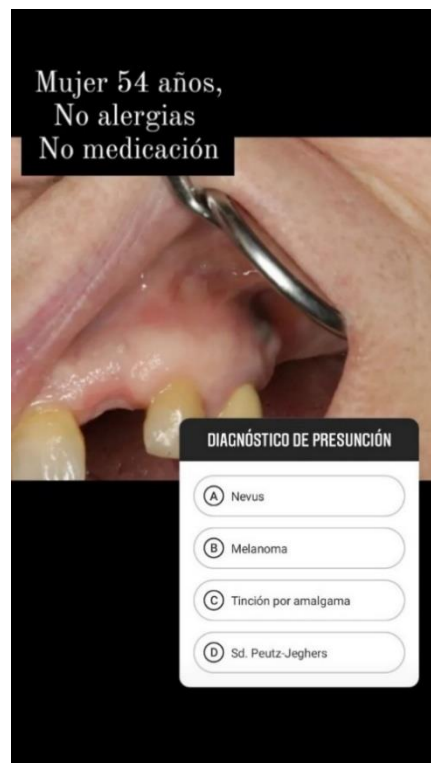 Mujer 54 años,
No alergias
No medicación
DIAGNÓSTICO DE PRESUNCIÓN
A Nevus
B Melanoma
C Tinción por amalgama
D Sd. Peutz-Jeghers